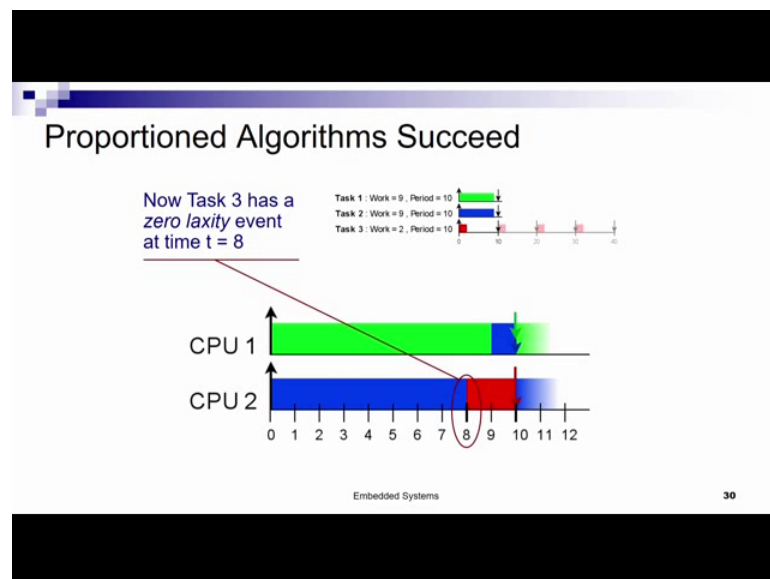 Proportioned Algorithms Succeed
Now Task 3 has a
zero laxity event
at time t = 8
Task 1 : Work = 9 , Period = 10
Task 2 : Work = 9 , Period = 10
Task 3 : Work = 2 , Period = 10
0 10 20 30 40
CPU 1
CPU 2
0 1 2 3 4 5 6 7 8 9 10 11 12
Embedded Systems
30